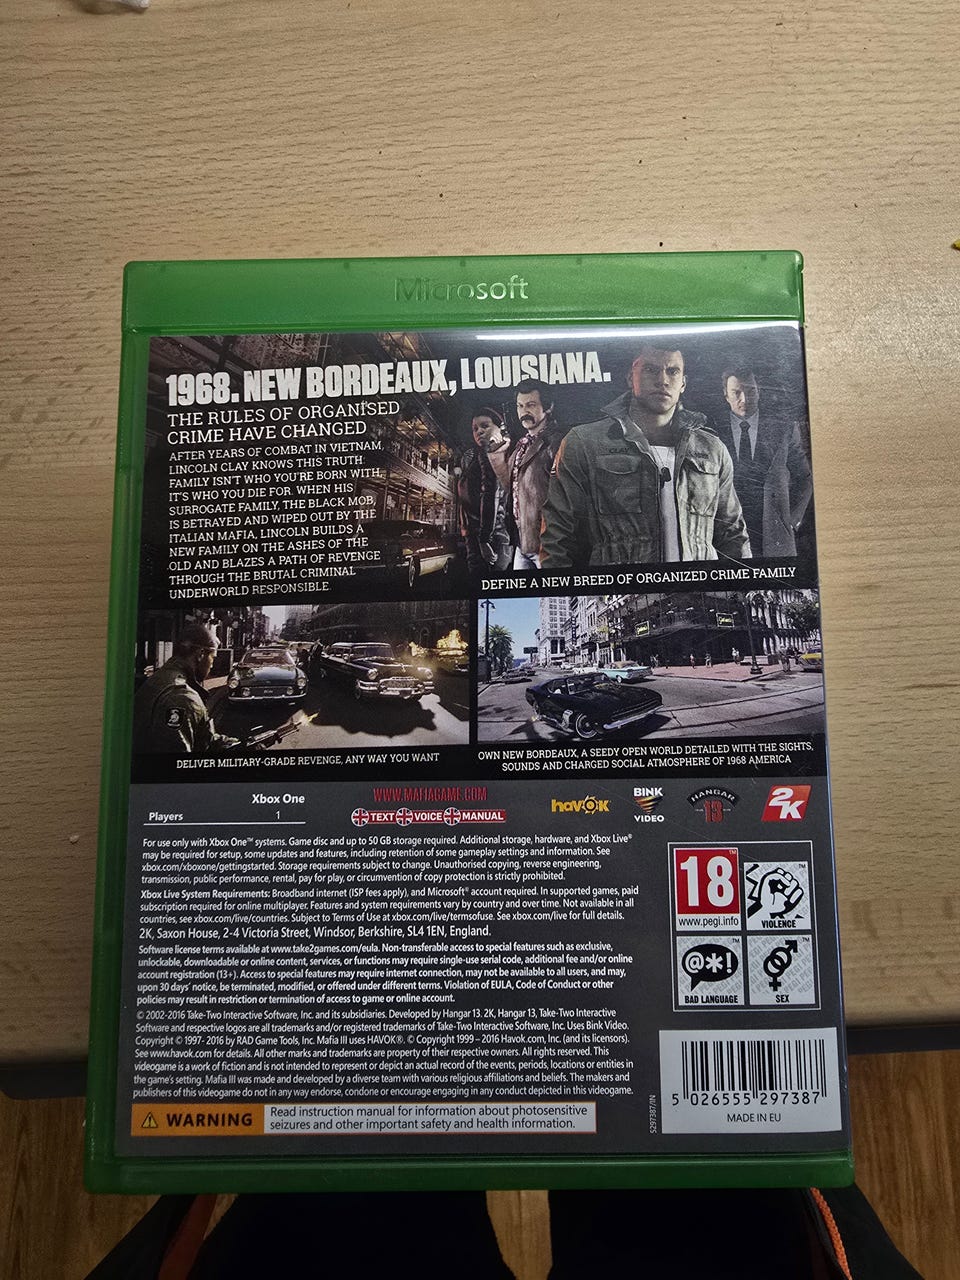 Microsoft
1968. NEW BORDEAUX, LOUISIANA.
THE RULES OF ORGANISED
CRIME HAVE CHANGED
AFTER YEARS OF COMBAT IN VIETNAM,
LINCOLN CLAY KNOWS THIS TRUTH:
FAMILY ISN'T WHO YOU'RE BORN WITH,
IT'S WHO YOU DIE FOR. WHEN HIS
SURROGATE FAMILY, THE BLACK MOB,
IS BETRAYED AND WIPED OUT BY THE
ITALIAN MAFIA, LINCOLN BUILDS A
NEW FAMILY ON THE ASHES OF THE
OLD AND BLAZES A PATH OF REVENGE
THROUGH THE BRUTAL CRIMINAL
UNDERWORLD RESPONSIBLE.
CLAY
DEFINE A NEW BREED OF ORGANIZED CRIME FAMILY
DELIVER MILITARY-GRADE REVENGE, ANY WAY YOU WANT
OWN NEW BORDEAUX, A SEEDY OPEN WORLD DETAILED WITH THE SIGHTS,
SOUNDS AND CHARGED SOCIAL ATMOSPHERE OF 1968 AMERICA
Xbox One
Players 1
WWW.MAFIAGAME.COM
TEXT VOICE MANUAL
havok
BINK
VIDEO
HANGAR
13
2K
For use only with Xbox One™ systems. Game disc and up to 50 GB storage required. Additional storage, hardware, and Xbox Live®
may be required for setup, some updates and features, including retention of some gameplay settings and information. See
xbox.com/xboxone/gettingstarted. Storage requirements subject to change. Unauthorised copying, reverse engineering,
transmission, public performance, rental, pay for play, or circumvention of copy protection is strictly prohibited.
Xbox Live System Requirements: Broadband internet (ISP fees apply), and Microsoft® account required. In supported games, paid
subscription required for online multiplayer. Features and system requirements vary by country and over time. Not available in all
countries, see xbox.com/live/countries. Subject to Terms of Use at xbox.com/live/termsofuse. See xbox.com/live for full details.
2K, Saxon House, 2-4 Victoria Street, Windsor, Berkshire, SL4 1EN, England.
Software license terms available at www.take2games.com/eula. Non-transferable access to special features such as exclusive,
unlockable, downloadable or online content, services, or functions may require single-use serial code, additional fee and/or online
account registration (13+). Access to special features may require internet connection, may not be available to all users, and may,
upon 30 days' notice, be terminated, modified, or offered under different terms. Violation of EULA, Code of Conduct or other
policies may result in restriction or termination of access to game or online account.
© 2002-2016 Take-Two Interactive Software, Inc. and its subsidiaries. Developed by Hangar 13. 2K, Hangar 13, Take-Two Interactive
Software and respective logos are all trademarks and/or registered trademarks of Take-Two Interactive Software, Inc. Uses Bink Video.
Copyright © 1997- 2016 by RAD Game Tools, Inc. Mafia III uses HAVOK®. © Copyright 1999 – 2016 Havok.com, Inc. (and its licensors).
See www.havok.com for details. All other marks and trademarks are property of their respective owners. All rights reserved. This
videogame is a work of fiction and is not intended to represent or depict an actual record of the events, periods, locations or entities in
the game's setting. Mafia III was made and developed by a diverse team with various religious affiliations and beliefs. The makers and
publishers of this videogame do not in any way endorse, condone or encourage engaging in any conduct depicted in this videogame.
WARNING
Read instruction manual for information about photosensitive
seizures and other important safety and health information.
18
www.pegi.info
VIOLENCE
@*!
BAD LANGUAGE
SEX
5297387/IN
5 026555 297387
MADE IN EU